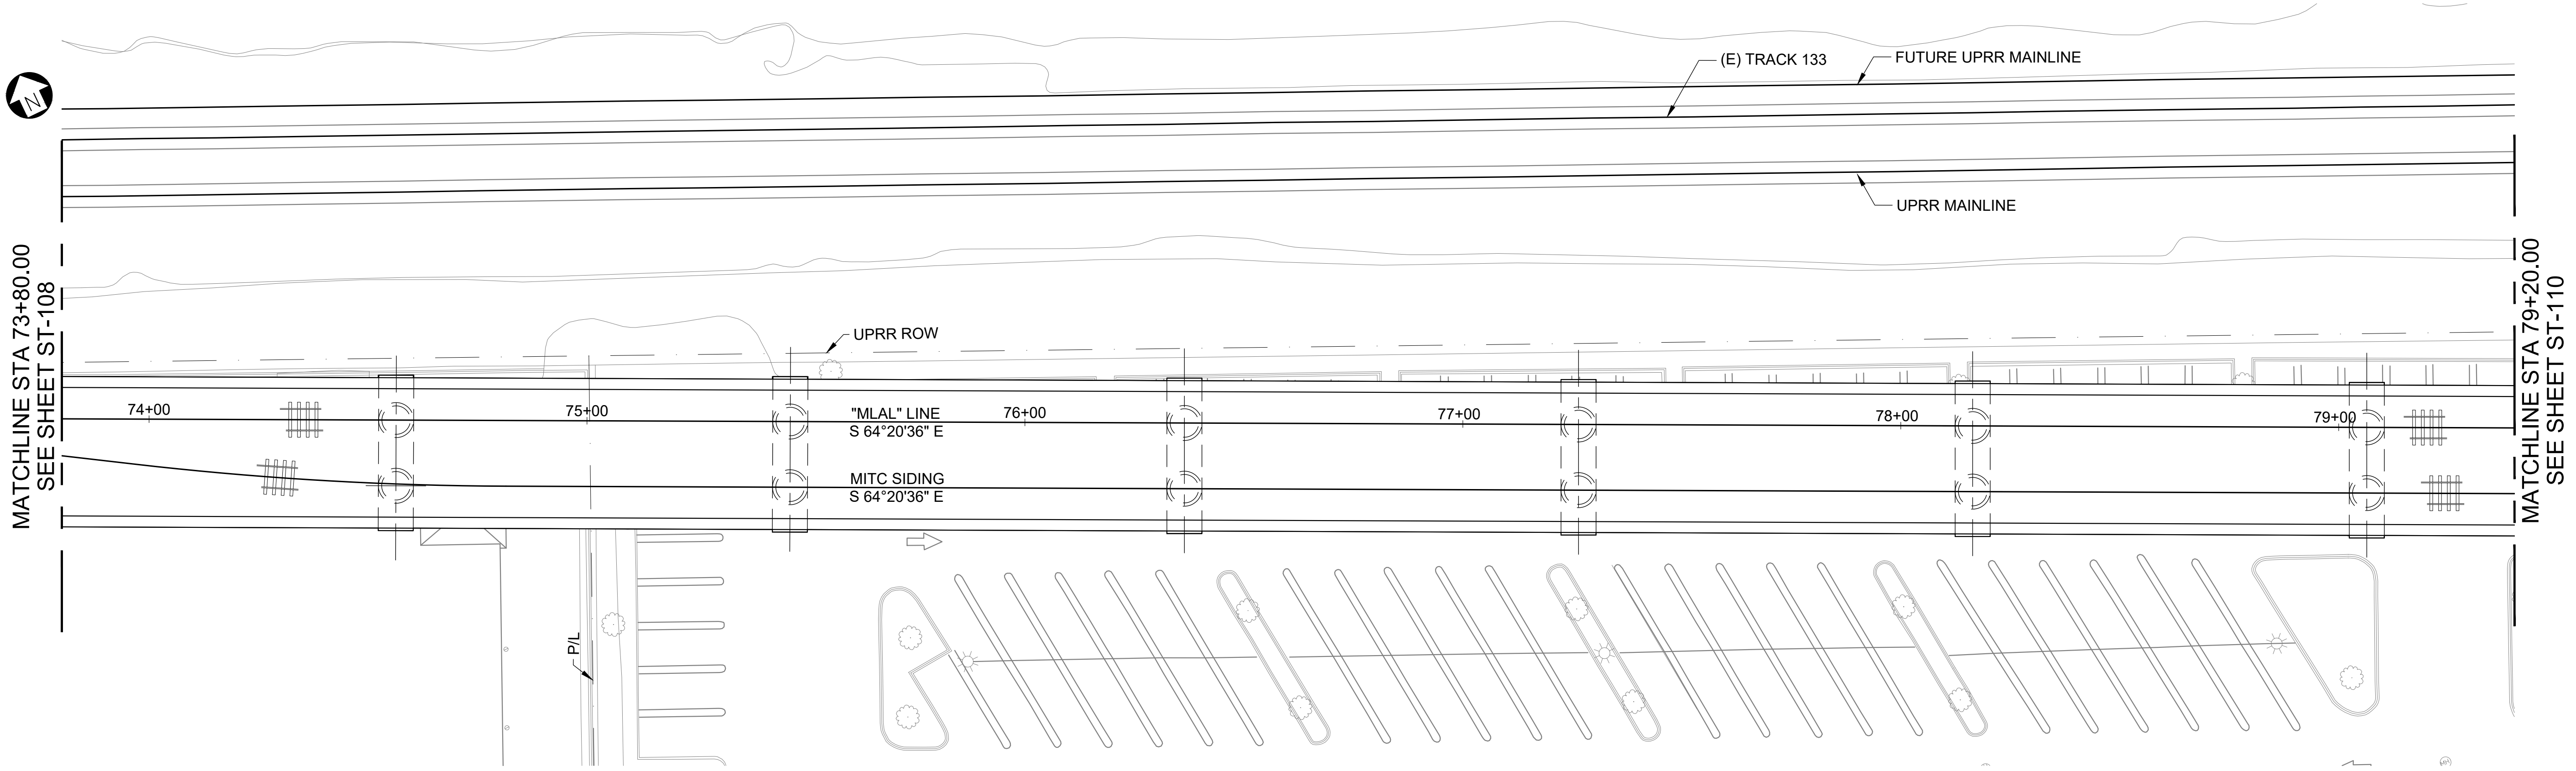 (E) TRACK 133
FUTURE UPRR MAINLINE
N
UPRR MAINLINE
MATCHLINE STA 73+80.00
SEE SHEET ST-108
MATCHLINE STA 79+20.00
SEE SHEET ST-110
UPRR ROW
74+00
75+00
"MLAL" LINE
S 64°20'36" E
76+00
77+00
78+00
79+00
MITC SIDING
S 64°20'36" E
P/L